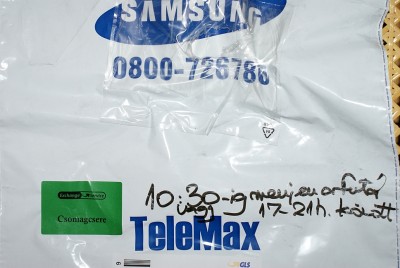 SAMSUNG
0800-726786
Csomagcsere
10:30-ig menjen a futár
vagy 17-21h. között
TeleMax
GLS